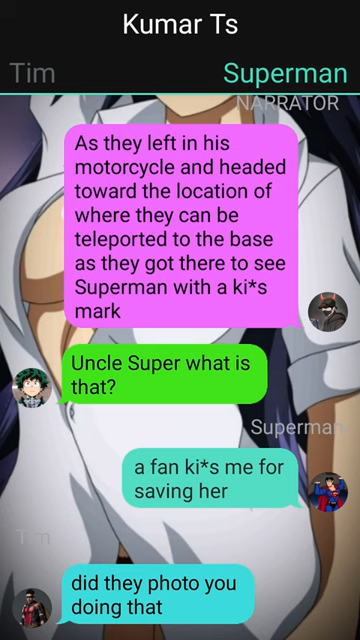 Kumar Ts
Tim
Superman
NARRATOR
As they left in his
motorcycle and headed
toward the location of
where they can be
teleported to the base
as they got there to see
Superman with a ki*s
mark
Uncle Super what is
that?
Superman
a fan ki*s me for
saving her
Tim
did they photo you
doing that